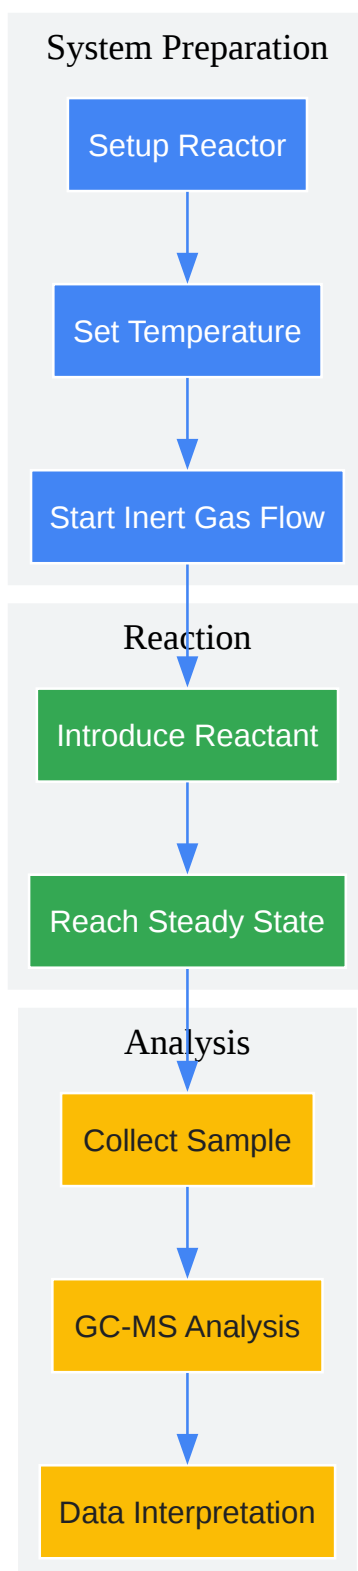 System Preparation
Setup Reactor
Set Temperature
Start Inert Gas Flow
Reaction
Introduce Reactant
Reach Steady State
Analysis
Collect Sample
GC-MS Analysis
Data Interpretation